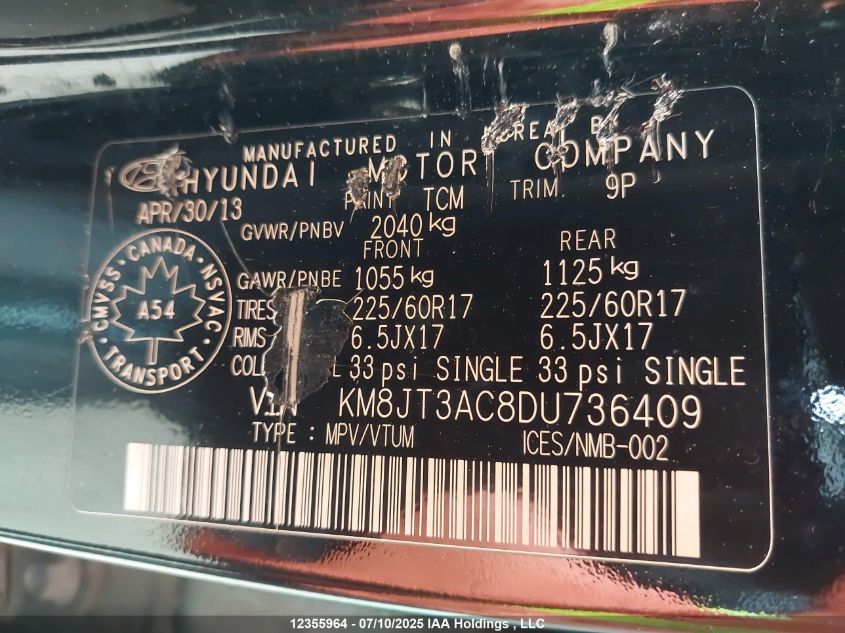 MANUFACTURED IN KOREA BY
HYUNDAI MOTOR COMPANY
APR/30/13 PAINT TCM TRIM 9P
GVWR/PNBV 2040 kg
FRONT REAR
GAWR/PNBE 1055 kg 1125 kg
TIRES 225/60R17 225/60R17
RIMS 6.5JX17 6.5JX17
33 psi SINGLE 33 psi SINGLE
VIN KM8JT3AC8DU736409
TYPE : MPV/VTUM ICES/NMB-002
CMVSS · CANADA · NSVAC ·
A54
TRANSPORT
12355964 - 07/10/2025 IAA Holdings , LLC